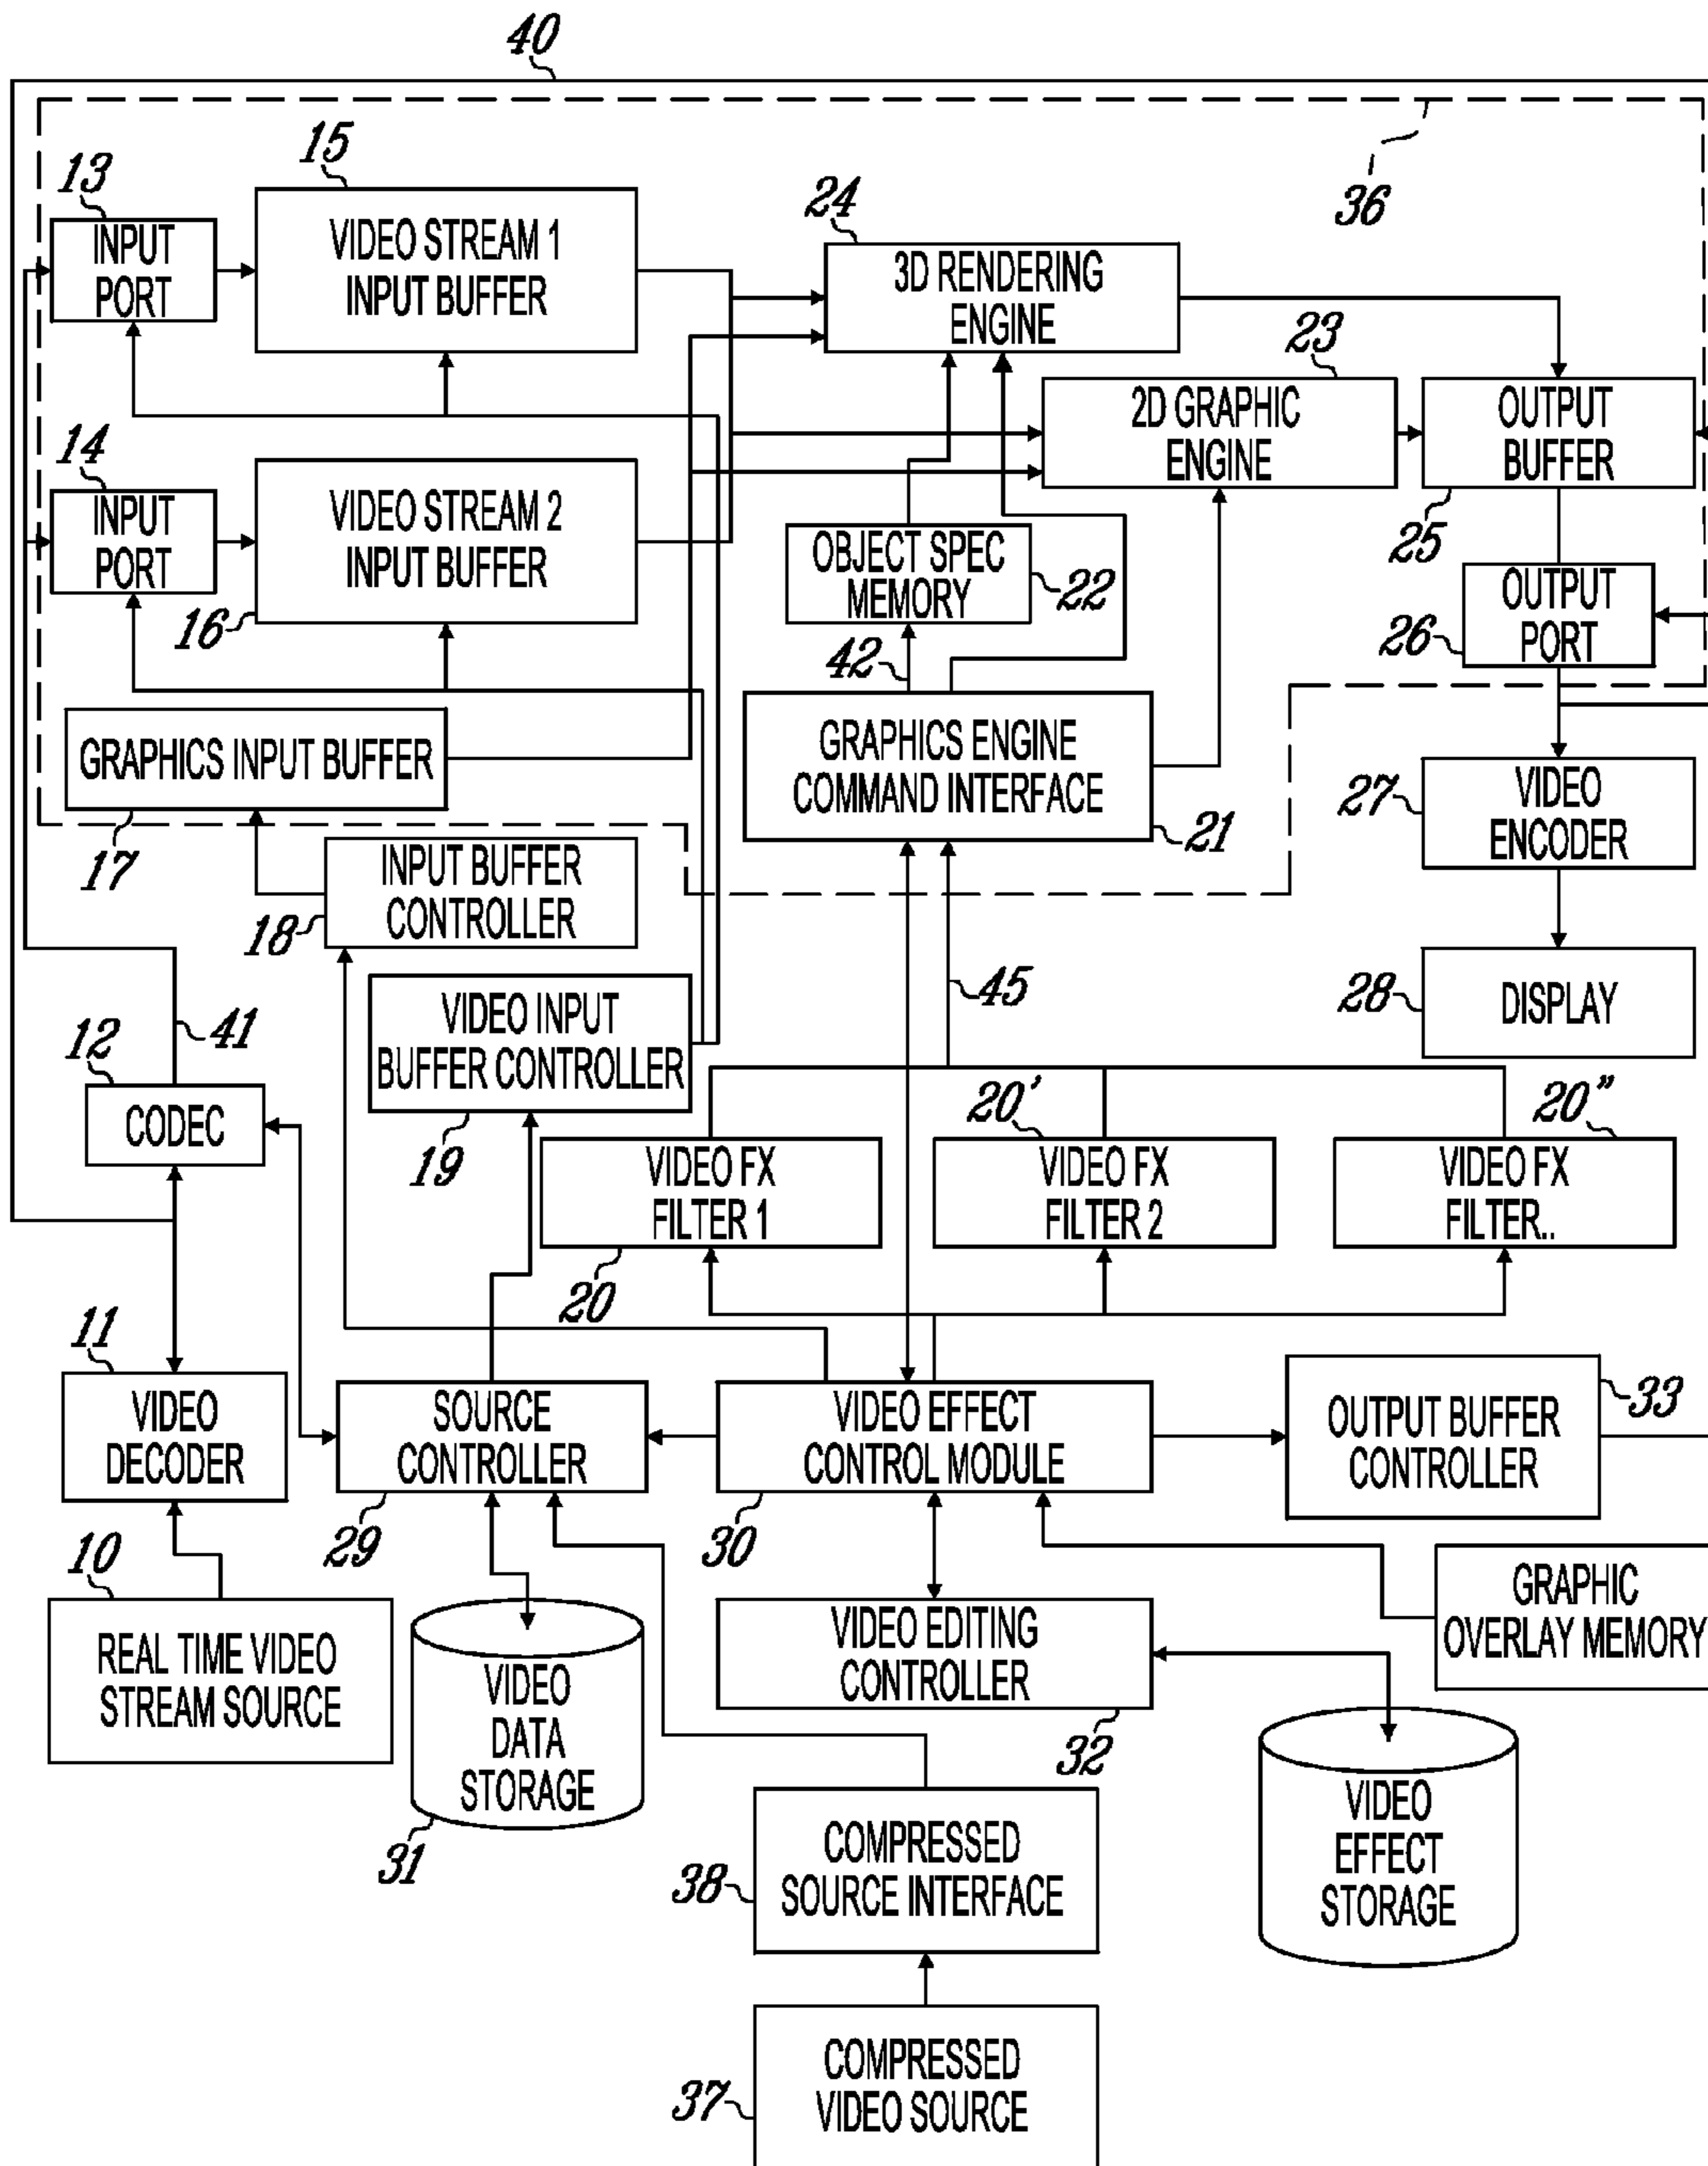 40
36
13
INPUT
PORT
15
VIDEO STREAM 1
INPUT BUFFER
24
3D RENDERING
ENGINE
23
2D GRAPHIC
ENGINE
OUTPUT
BUFFER
25
14
INPUT
PORT
VIDEO STREAM 2
INPUT BUFFER
16
OBJECT SPEC
MEMORY
22
OUTPUT
PORT
26
42
GRAPHICS INPUT BUFFER
17
GRAPHICS ENGINE
COMMAND INTERFACE
21
VIDEO
ENCODER
27
INPUT BUFFER
CONTROLLER
18
DISPLAY
28
45
41
VIDEO INPUT
BUFFER CONTROLLER
19
12
CODEC
VIDEO FX
FILTER 1
20
20'
VIDEO FX
FILTER 2
20"
VIDEO FX
FILTER..
11
VIDEO
DECODER
SOURCE
CONTROLLER
29
VIDEO EFFECT
CONTROL MODULE
30
OUTPUT BUFFER
CONTROLLER
33
10
REAL TIME VIDEO
STREAM SOURCE
VIDEO
DATA
STORAGE
31
VIDEO EDITING
CONTROLLER
32
GRAPHIC
OVERLAY MEMORY
VIDEO
EFFECT
STORAGE
COMPRESSED
SOURCE INTERFACE
38
COMPRESSED
VIDEO SOURCE
37